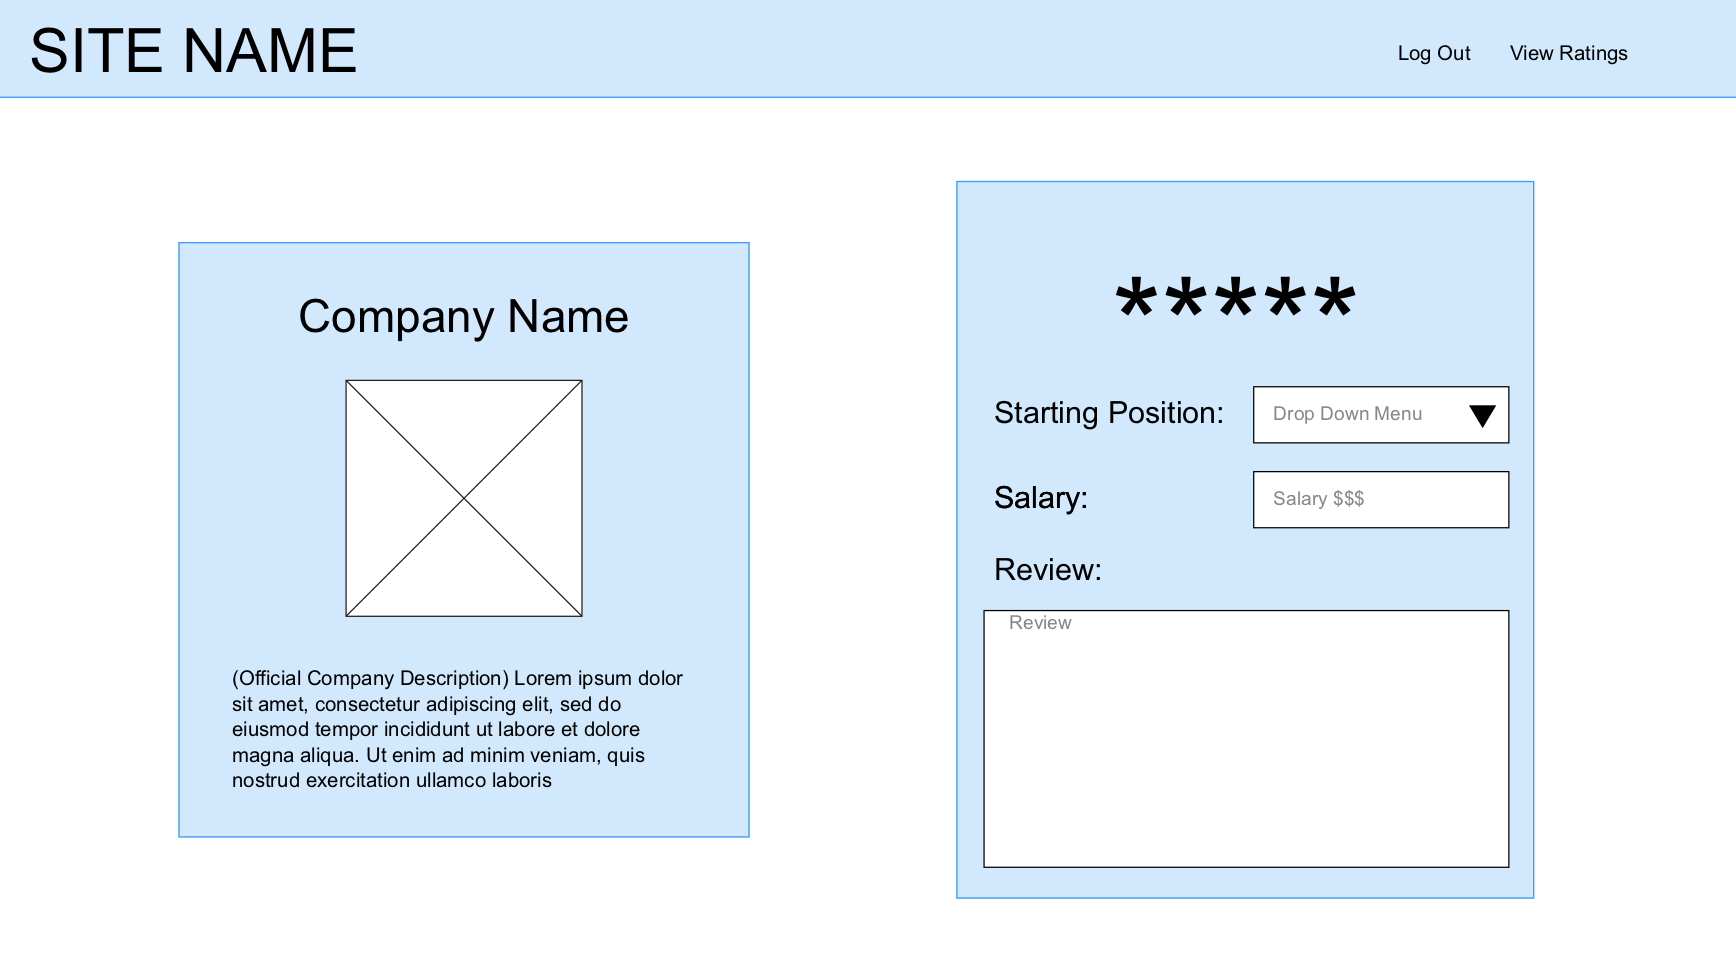 SITE NAME
Log Out
View Ratings
Company Name
(Official Company Description) Lorem ipsum dolor
sit amet, consectetur adipiscing elit, sed do
eiusmod tempor incididunt ut labore et dolore
magna aliqua. Ut enim ad minim veniam, quis
nostrud exercitation ullamco laboris
*****
Starting Position:
Drop Down Menu
Salary:
Salary $$$
Review:
Review